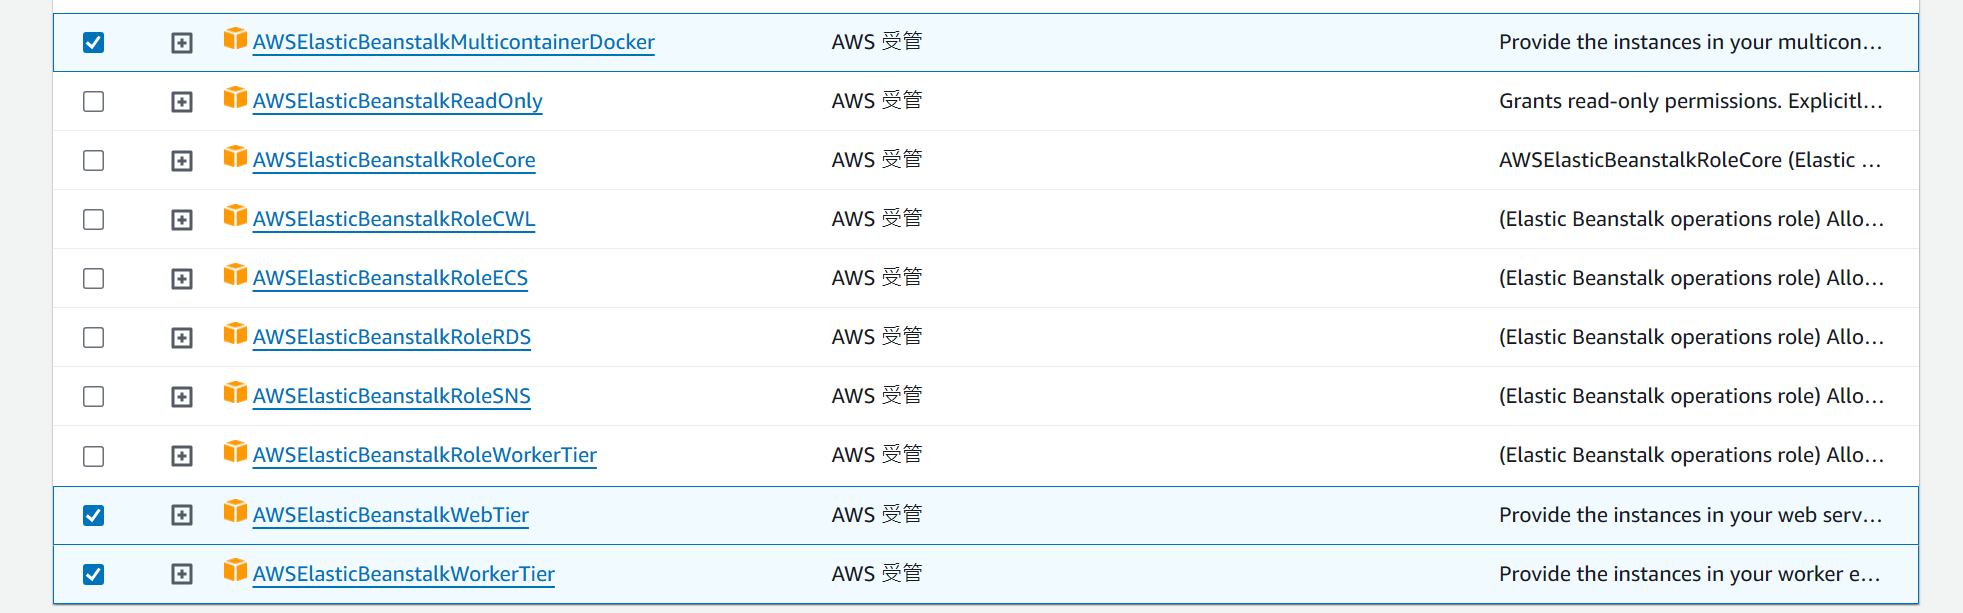 AWSElasticBeanstalkMulticontainerDocker AWS 受管 Provide the instances in your multicon…
AWSElasticBeanstalkReadOnly AWS 受管 Grants read-only permissions. Explicitl…
AWSElasticBeanstalkRoleCore AWS 受管 AWSElasticBeanstalkRoleCore (Elastic …
AWSElasticBeanstalkRoleCWL AWS 受管 (Elastic Beanstalk operations role) Allo…
AWSElasticBeanstalkRoleECS AWS 受管 (Elastic Beanstalk operations role) Allo…
AWSElasticBeanstalkRoleRDS AWS 受管 (Elastic Beanstalk operations role) Allo…
AWSElasticBeanstalkRoleSNS AWS 受管 (Elastic Beanstalk operations role) Allo…
AWSElasticBeanstalkRoleWorkerTier AWS 受管 (Elastic Beanstalk operations role) Allo…
AWSElasticBeanstalkWebTier AWS 受管 Provide the instances in your web serv…
AWSElasticBeanstalkWorkerTier AWS 受管 Provide the instances in your worker e…